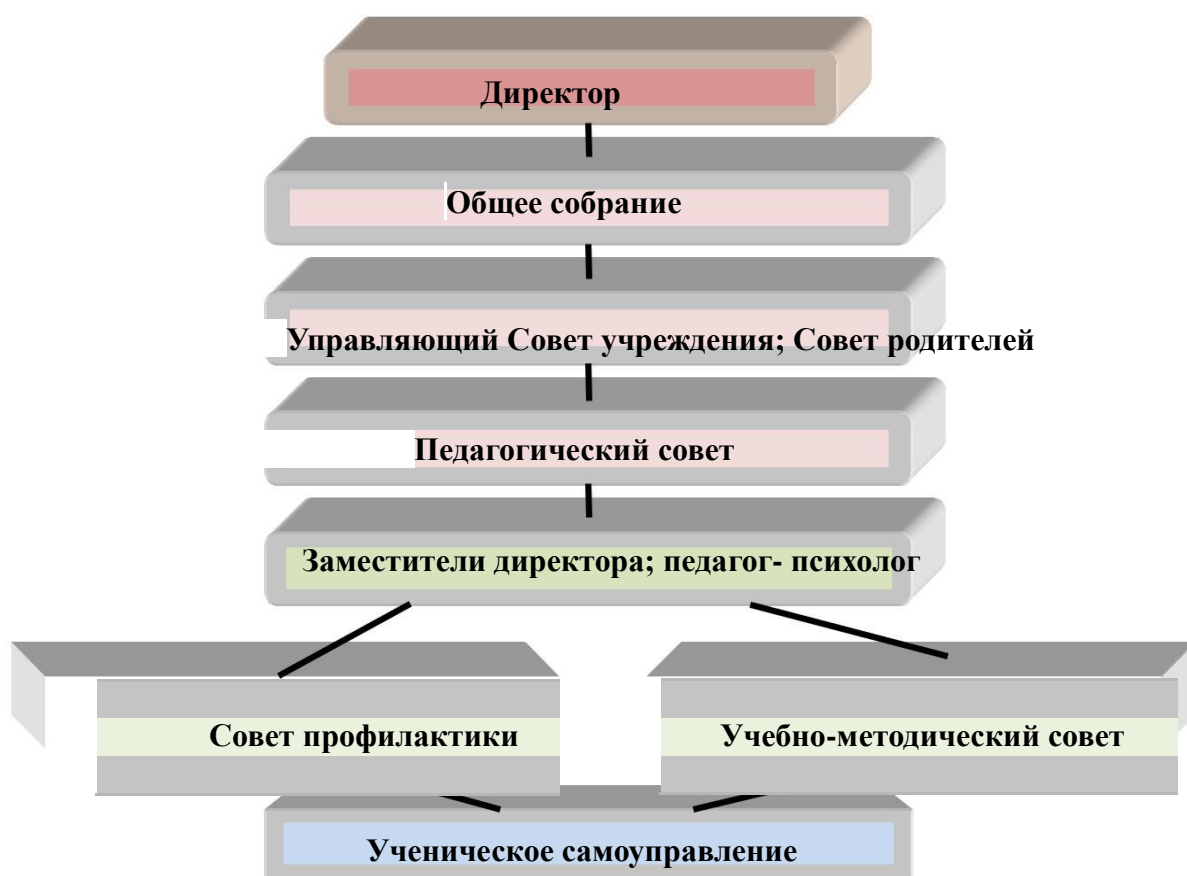 Директор
Общее собрание
Управляющий Совет учреждения; Совет родителей
Педагогический совет
Заместители директора; педагог- психолог
Совет профилактики
Учебно-методический совет
Ученическое самоуправление